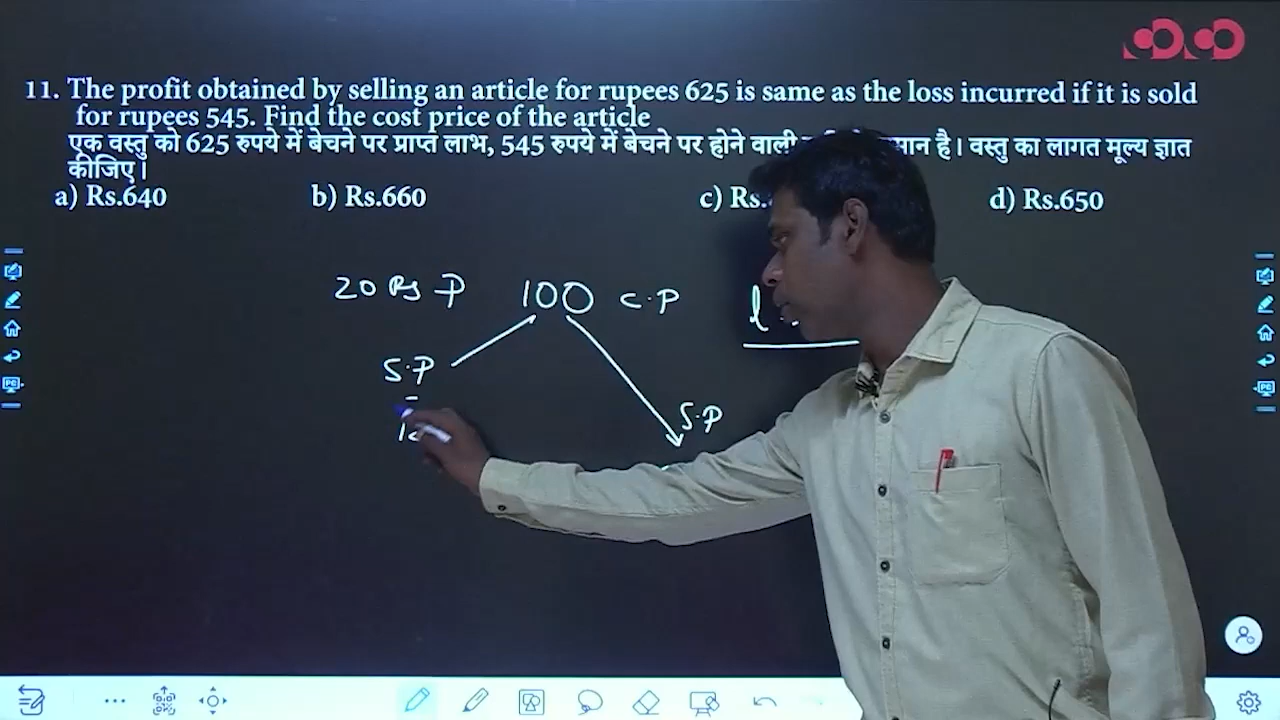 11. The profit obtained by selling an article for rupees 625 is same as the loss incurred if it is sold
for rupees 545. Find the cost price of the article
एक वस्तु को 625 रुपये में बेचने पर प्राप्त लाभ, 545 रुपये में बेचने पर होने वाली है। वस्तु का लागत मूल्य ज्ञात
कीजिए।
a) Rs.640 b) Rs.660 c) Rs. d) Rs.650
20 Rs P 100 C.P
S.P
S.P